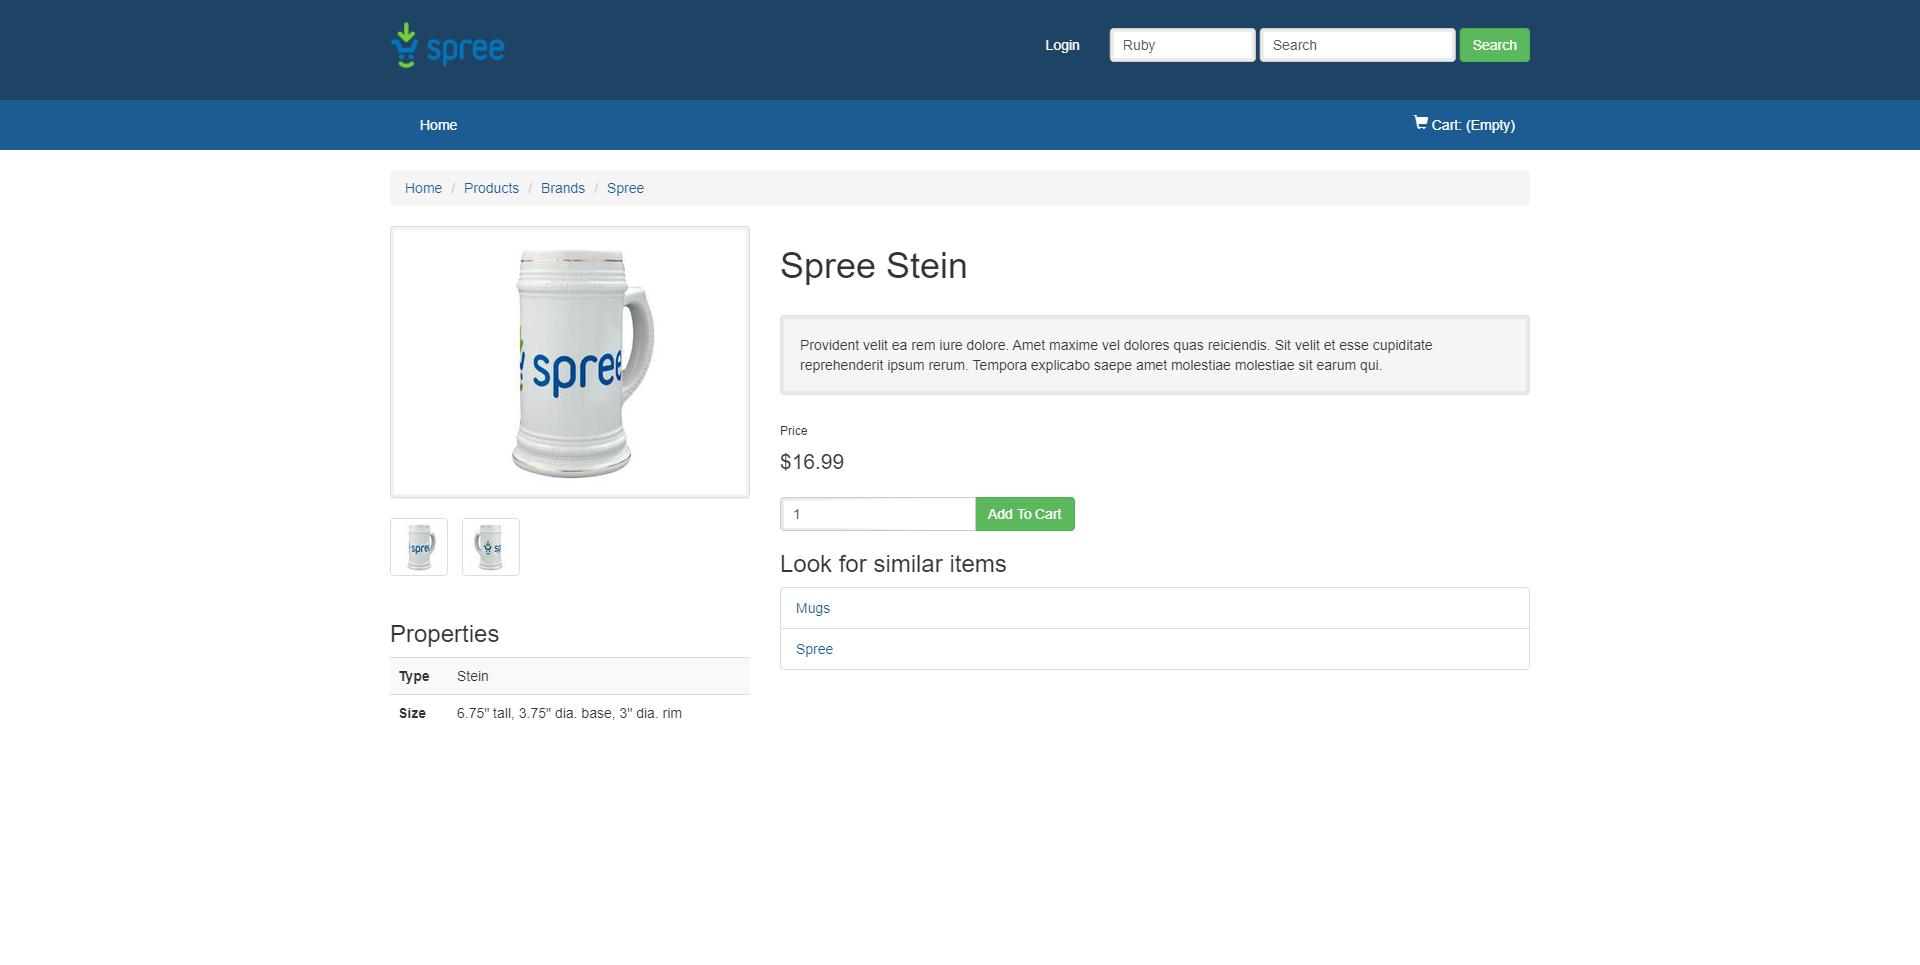 spree
Login
Ruby
Search
Search
Home
Cart: (Empty)
Home / Products / Brands / Spree
spree
Spree Stein
Provident velit ea rem iure dolore. Amet maxime vel dolores quas reiciendis. Sit velit et esse cupiditate
reprehenderit ipsum rerum. Tempora explicabo saepe amet molestiae molestiae sit earum qui.
Price
$16.99
1
Add To Cart
spree
sp
Look for similar items
Mugs
Spree
Properties
Type Stein
Size 6.75" tall, 3.75" dia. base, 3" dia. rim